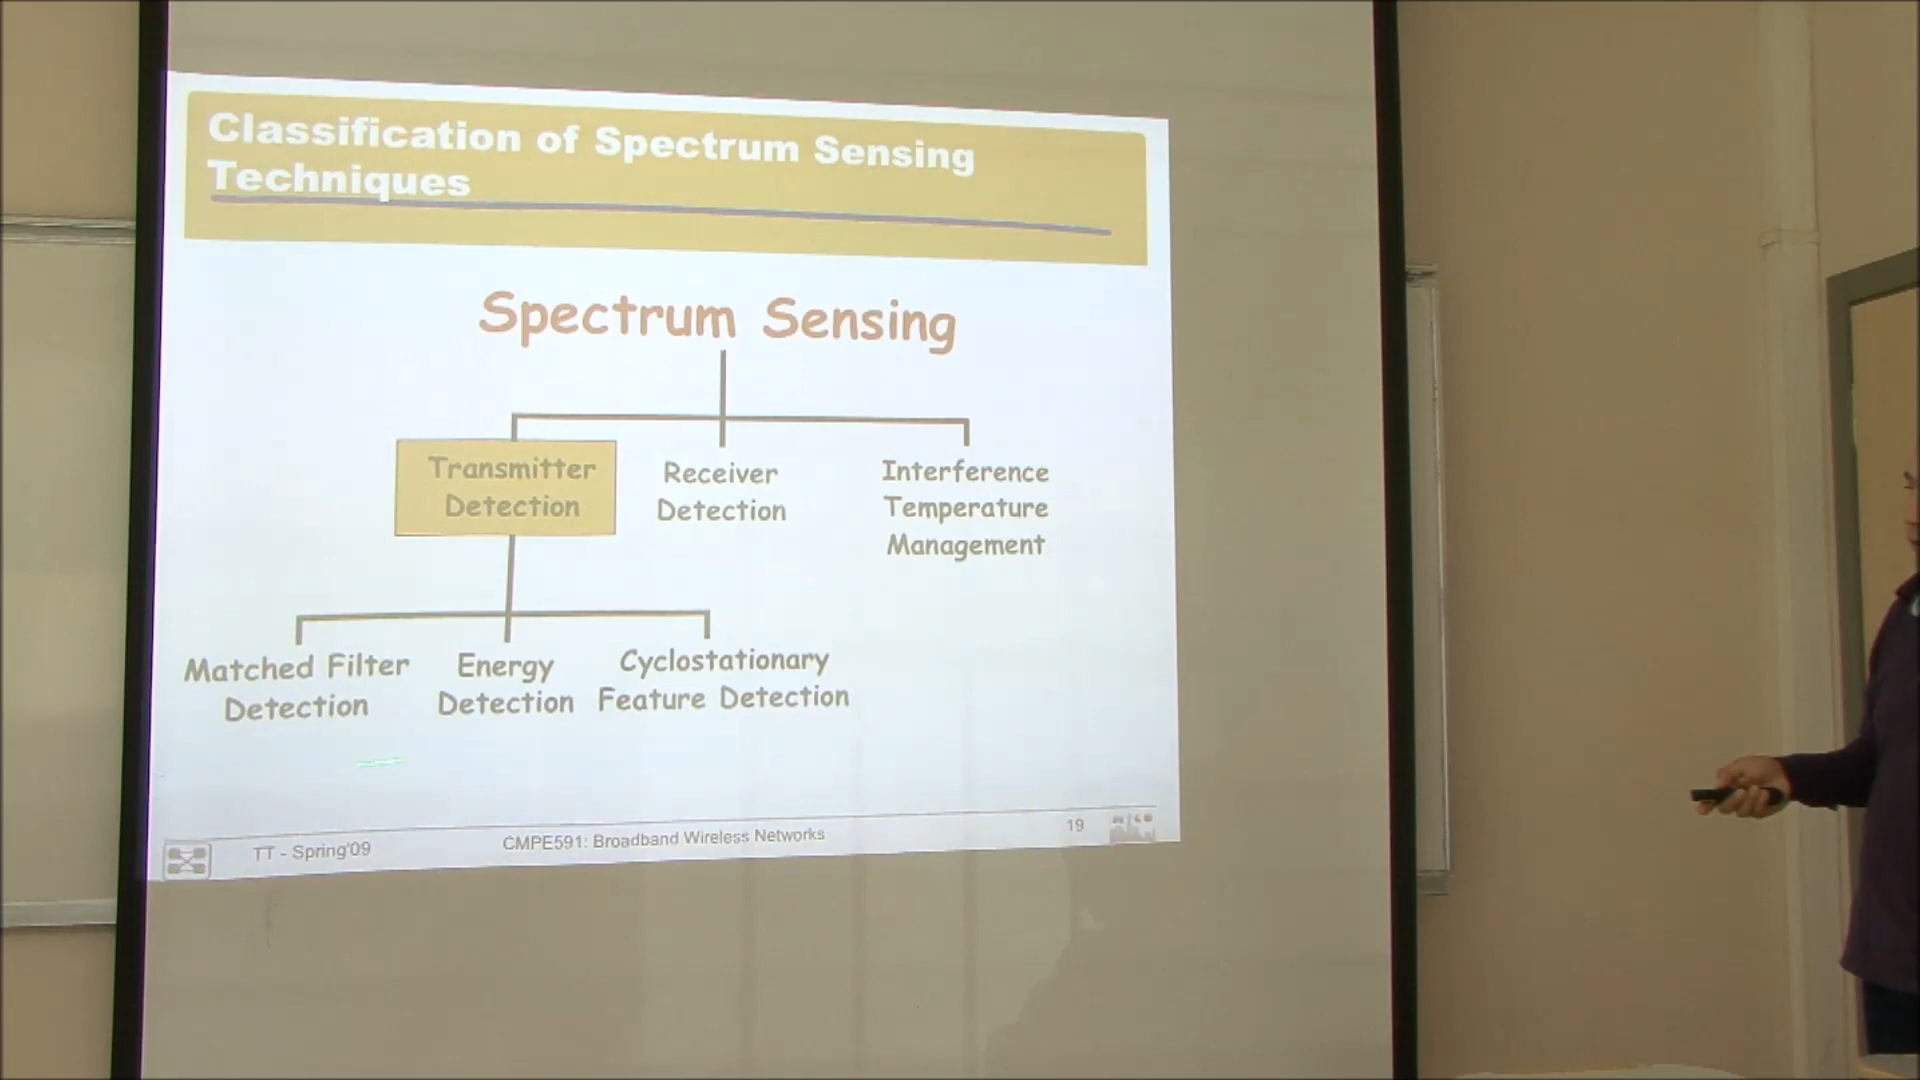 Classification of Spectrum Sensing
Techniques
Spectrum Sensing
Transmitter
Detection
Receiver
Detection
Interference
Temperature
Management
Matched Filter
Detection
Energy
Detection
Cyclostationary
Feature Detection
TT - Spring'09
CMPE591: Broadband Wireless Networks
19